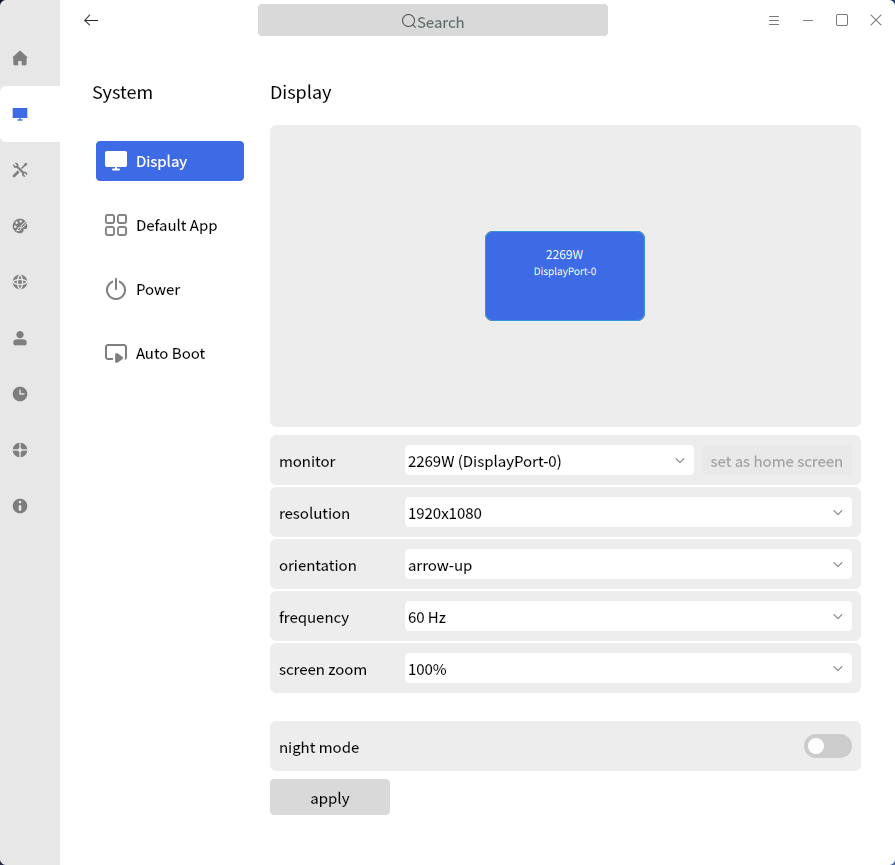 Search
System
Display
Default App
Power
Auto Boot
Display
2269W
DisplayPort-0
monitor 2269W (DisplayPort-0) set as home screen
resolution 1920x1080
orientation arrow-up
frequency 60 Hz
screen zoom 100%
night mode
apply